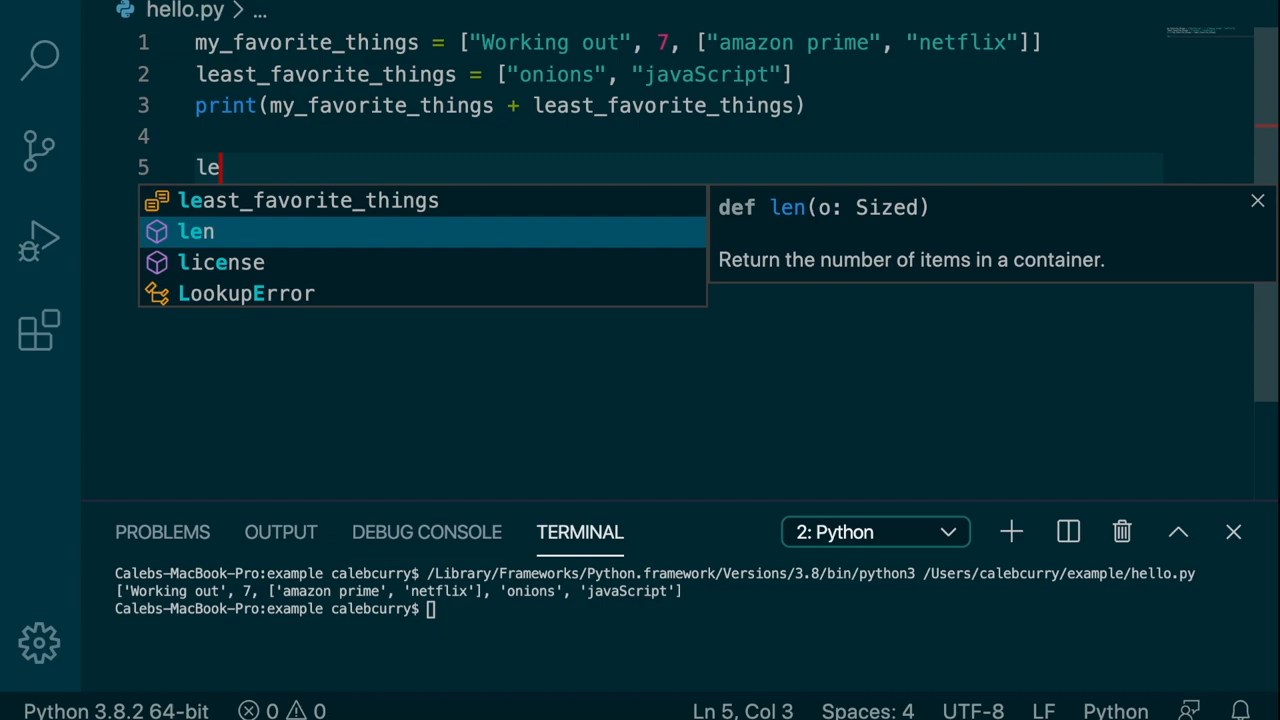 hello.py > ...
1 my_favorite_things = ["Working out", 7, ["amazon prime", "netflix"]]
2 least_favorite_things = ["onions", "javaScript"]
3 print(my_favorite_things + least_favorite_things)
4
5 le
least_favorite_things
len
license
LookupError
def len(o: Sized)
Return the number of items in a container.
PROBLEMS OUTPUT DEBUG CONSOLE TERMINAL 2: Python
Calebs-MacBook-Pro:example calebcurry$ /Library/Frameworks/Python.framework/Versions/3.8/bin/python3 /Users/calebcurry/example/hello.py
['Working out', 7, ['amazon prime', 'netflix'], 'onions', 'javaScript']
Calebs-MacBook-Pro:example calebcurry$
Python 3.8.2 64-bit 0 0 Ln 5, Col 3 Spaces: 4 UTF-8 LF Python